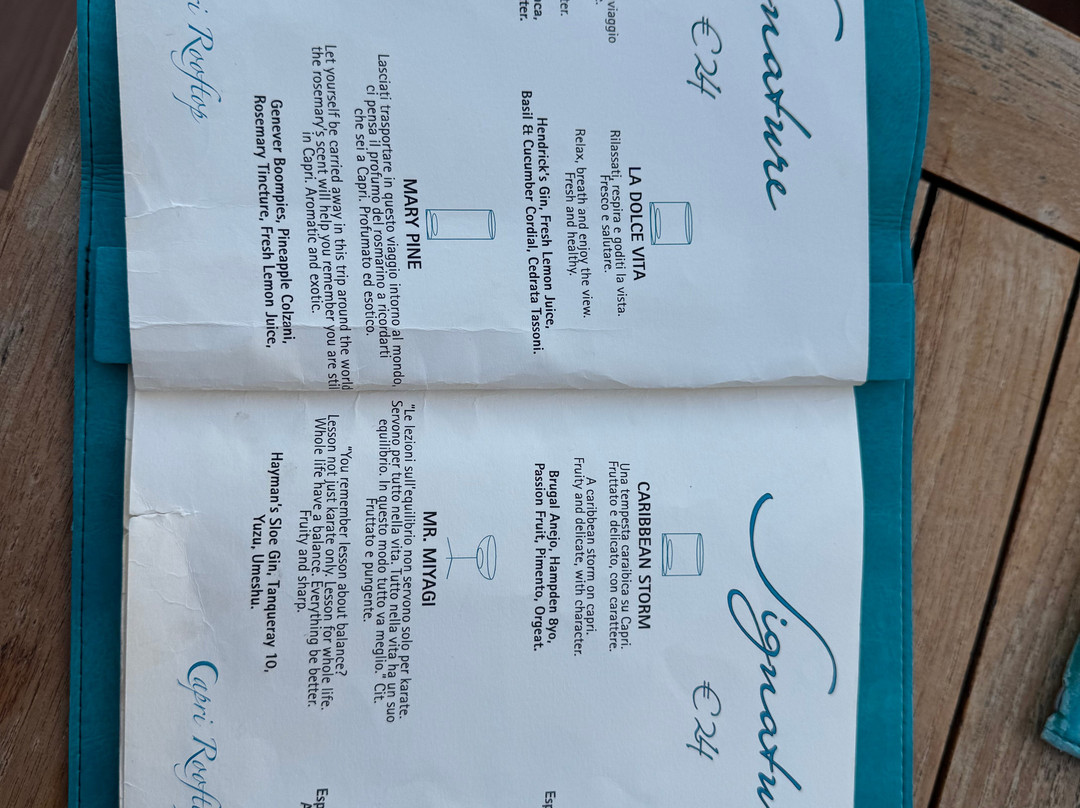 nature
€ 24
viaggio
LA DOLCE VITA
Rilassati, respira e goditi la vista.
Fresco e salutare.
Relax, breath and enjoy the view.
Fresh and healthy.
Hendrick's Gin, Fresh Lemon Juice,
Basil & Cucumber Cordial, Cedrata Tassoni.
MARY PINE
Lasciati trasportare in questo viaggio intorno al mondo,
ci pensa il profumo del rosmarino a ricordarti
che sei a Capri. Profumato ed esotico.
Let yourself be carried away in this trip around the world
the rosemary's scent will help you remember you are sti
in Capri. Aromatic and exotic.
Genever Boompies, Pineapple Colzani,
Rosemary Tincture, Fresh Lemon Juice,
i Rooftop
Signatu
€ 24
CARIBBEAN STORM
Una tempesta caraibica su Capri.
Fruttato e delicato, con carattere.
A caribbean storm on capri.
Fruity and delicate, with character.
Brugal Anejo, Hampden 8yo,
Passion Fruit, Pimento, Orgeat.
MR. MIYAGI
"Le lezioni sull'equilibrio non servono solo per karate.
Servono per tutto nella vita. Tutto nella vita ha un suo
equilibrio. In questo modo tutto va meglio." Cit.
Fruttato e pungente.
"You remember lesson about balance?
Lesson not just karate only. Lesson for whole life.
Whole life have a balance. Everything be better.
Fruity and sharp.
Hayman's Sloe Gin, Tanqueray 10,
Yuzu, Umeshu.
Capri Rooft
Esp
Esp